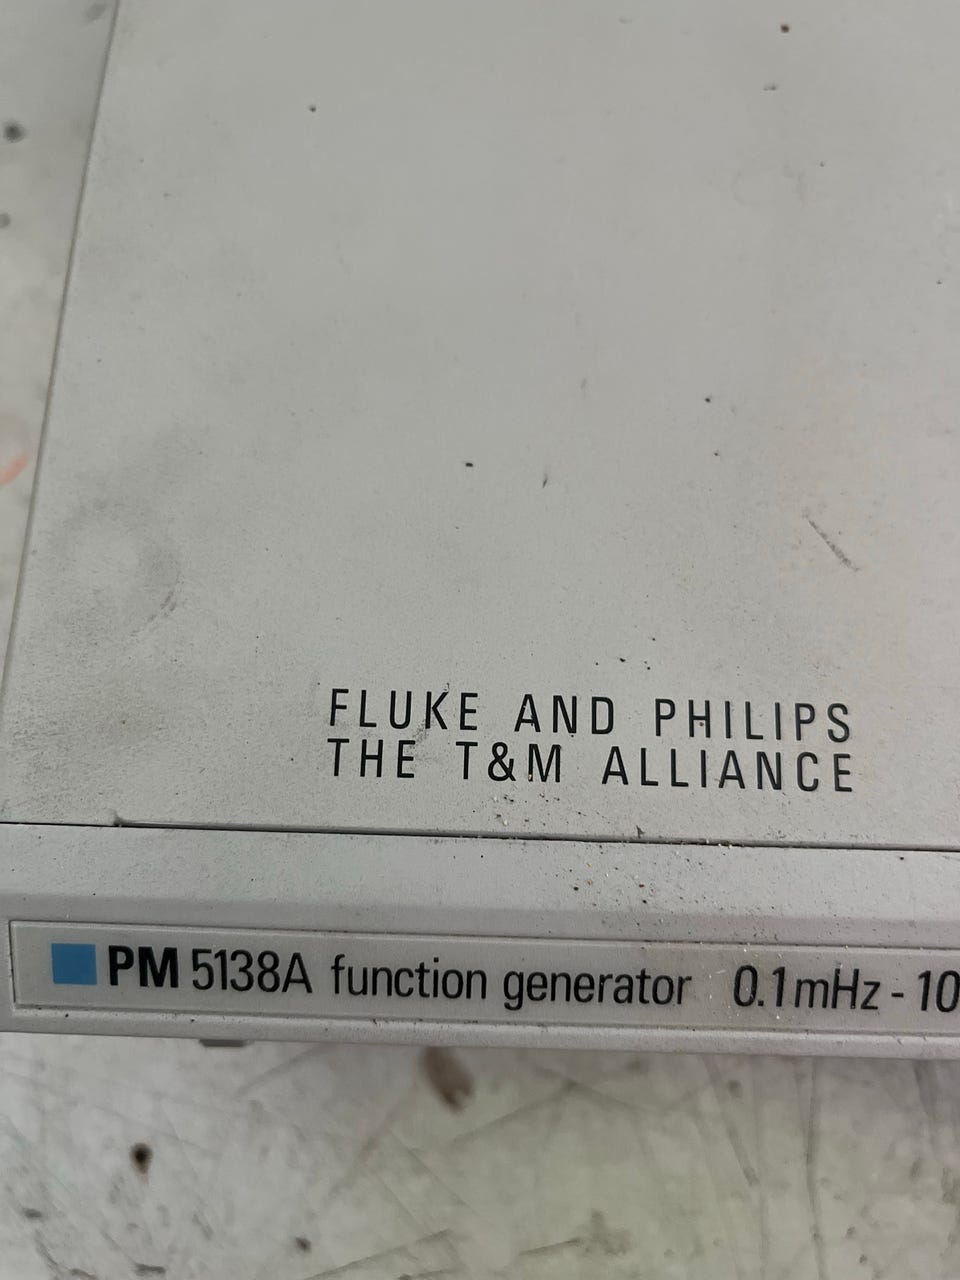 FLUKE AND PHILIPS
THE T&M ALLIANCE
PM 5138A function generator 0.1mHz - 10